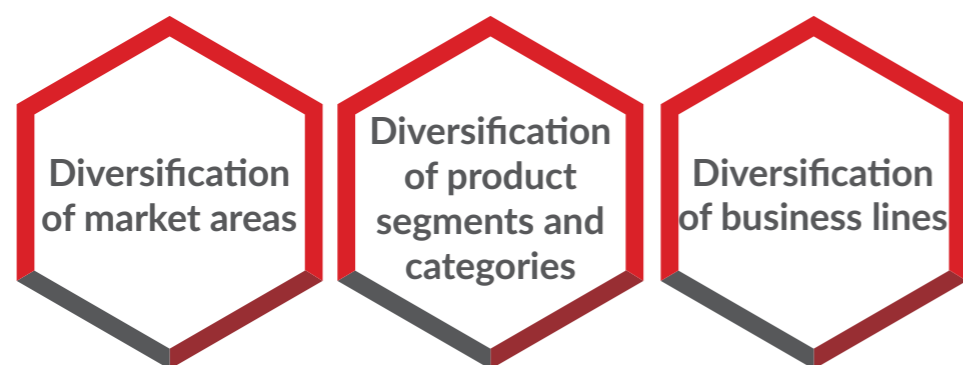 Diversification
of market areas
Diversification
of product
segments and
categories
Diversification
of business lines